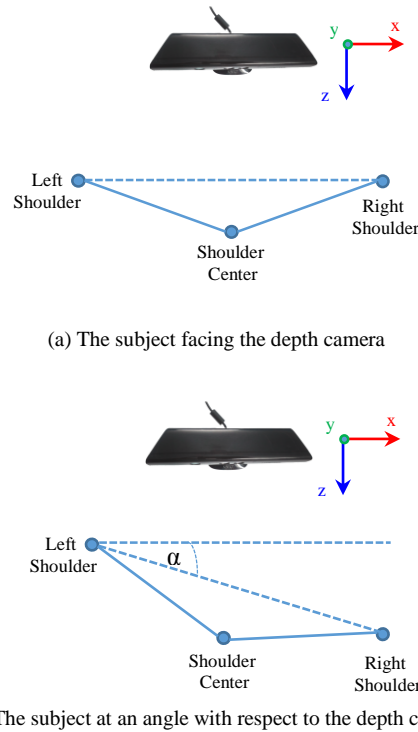 y
x
z
Left
Shoulder
Right
Shoulder
Shoulder
Center
(a) The subject facing the depth camera
y
x
z
Left
Shoulder
α
Shoulder
Center
Right
Shoulder
The subject at an angle with respect to the depth c